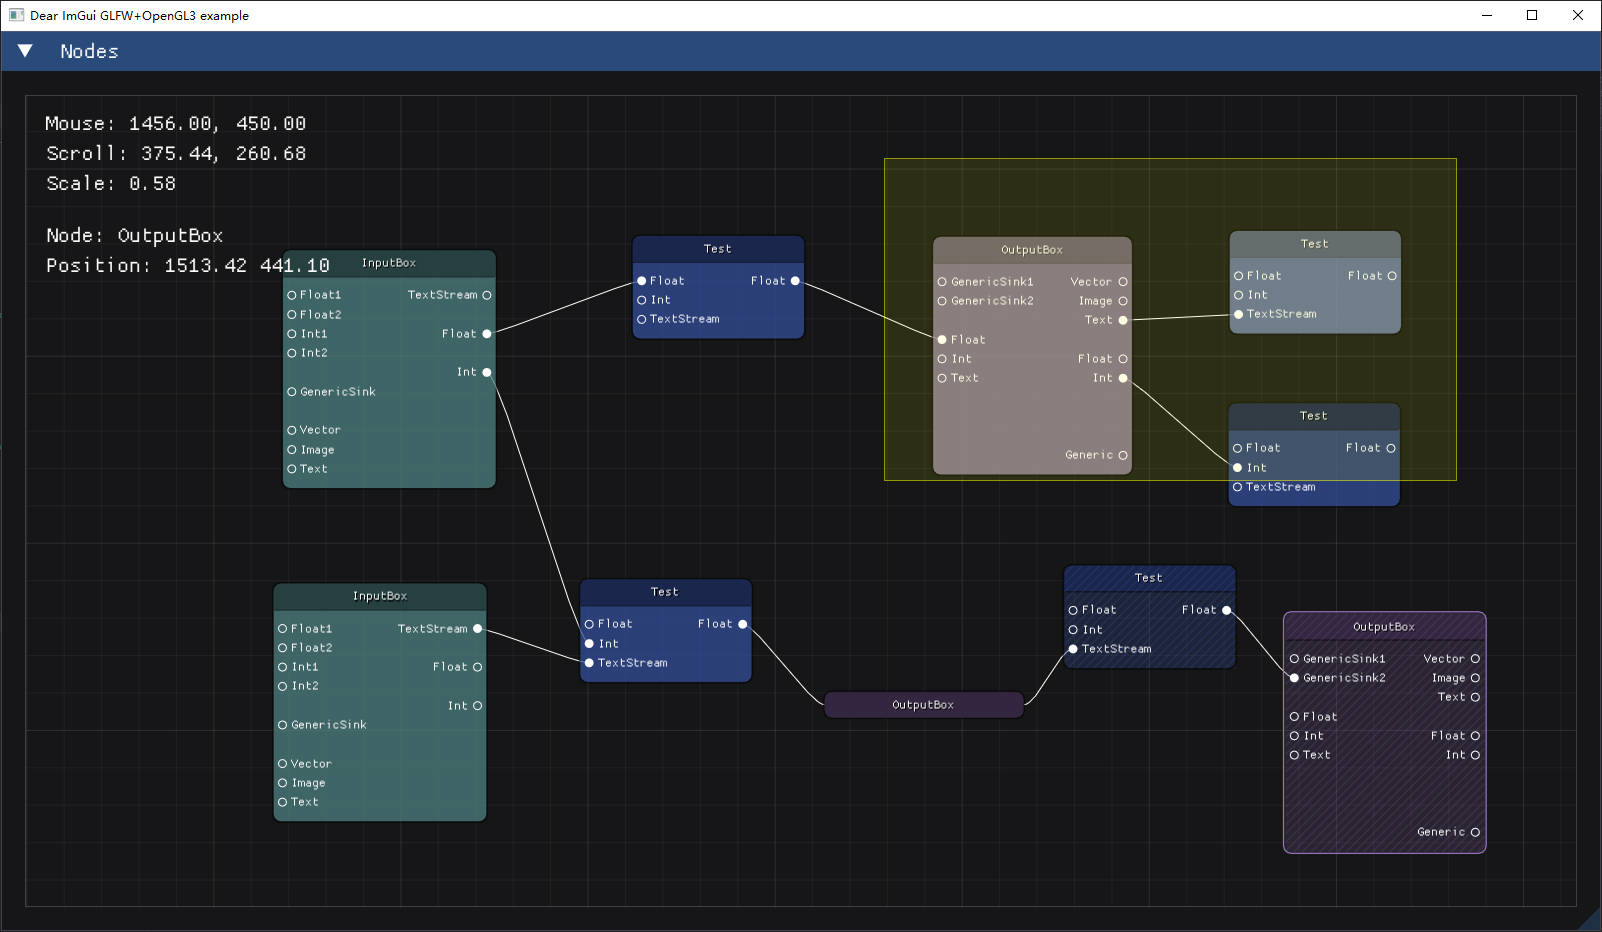 Dear ImGui GLFW+OpenGL3 example
Nodes
Mouse: 1456.00, 450.00
Scroll: 375.44, 260.68
Scale: 0.58
Node: OutputBox
Position: 1513.42 441.10
InputBox
Float1 TextStream
Float2
Int1 Float
Int2
Int
GenericSink
Vector
Image
Text
Test
Float Float
Int
TextStream
OutputBox
GenericSink1 Vector
GenericSink2 Image
Text
Float
Int Float
Text Int
Generic
Test
Float Float
Int
TextStream
Test
Float Float
Int
TextStream
InputBox
Float1 TextStream
Float2
Int1 Float
Int2
Int
GenericSink
Vector
Image
Text
Test
Float Float
Int
TextStream
OutputBox
Test
Float Float
Int
TextStream
OutputBox
GenericSink1 Vector
GenericSink2 Image
Text
Float
Int Float
Text Int
Generic